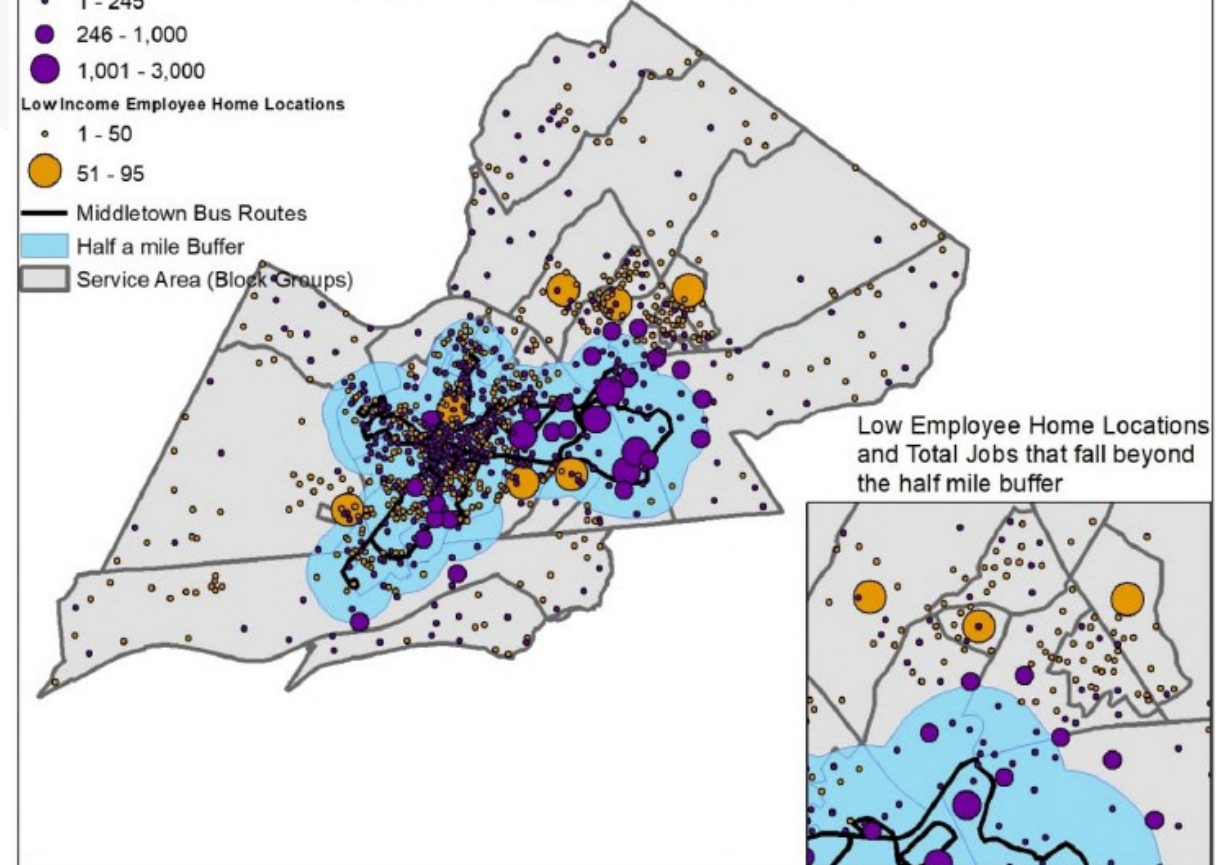 1 - 245
246 - 1,000
1,001 - 3,000
Low Income Employee Home Locations
1 - 50
51 - 95
Middletown Bus Routes
Half a mile Buffer
Service Area (Block Groups)
Low Employee Home Locations
and Total Jobs that fall beyond
the half mile buffer